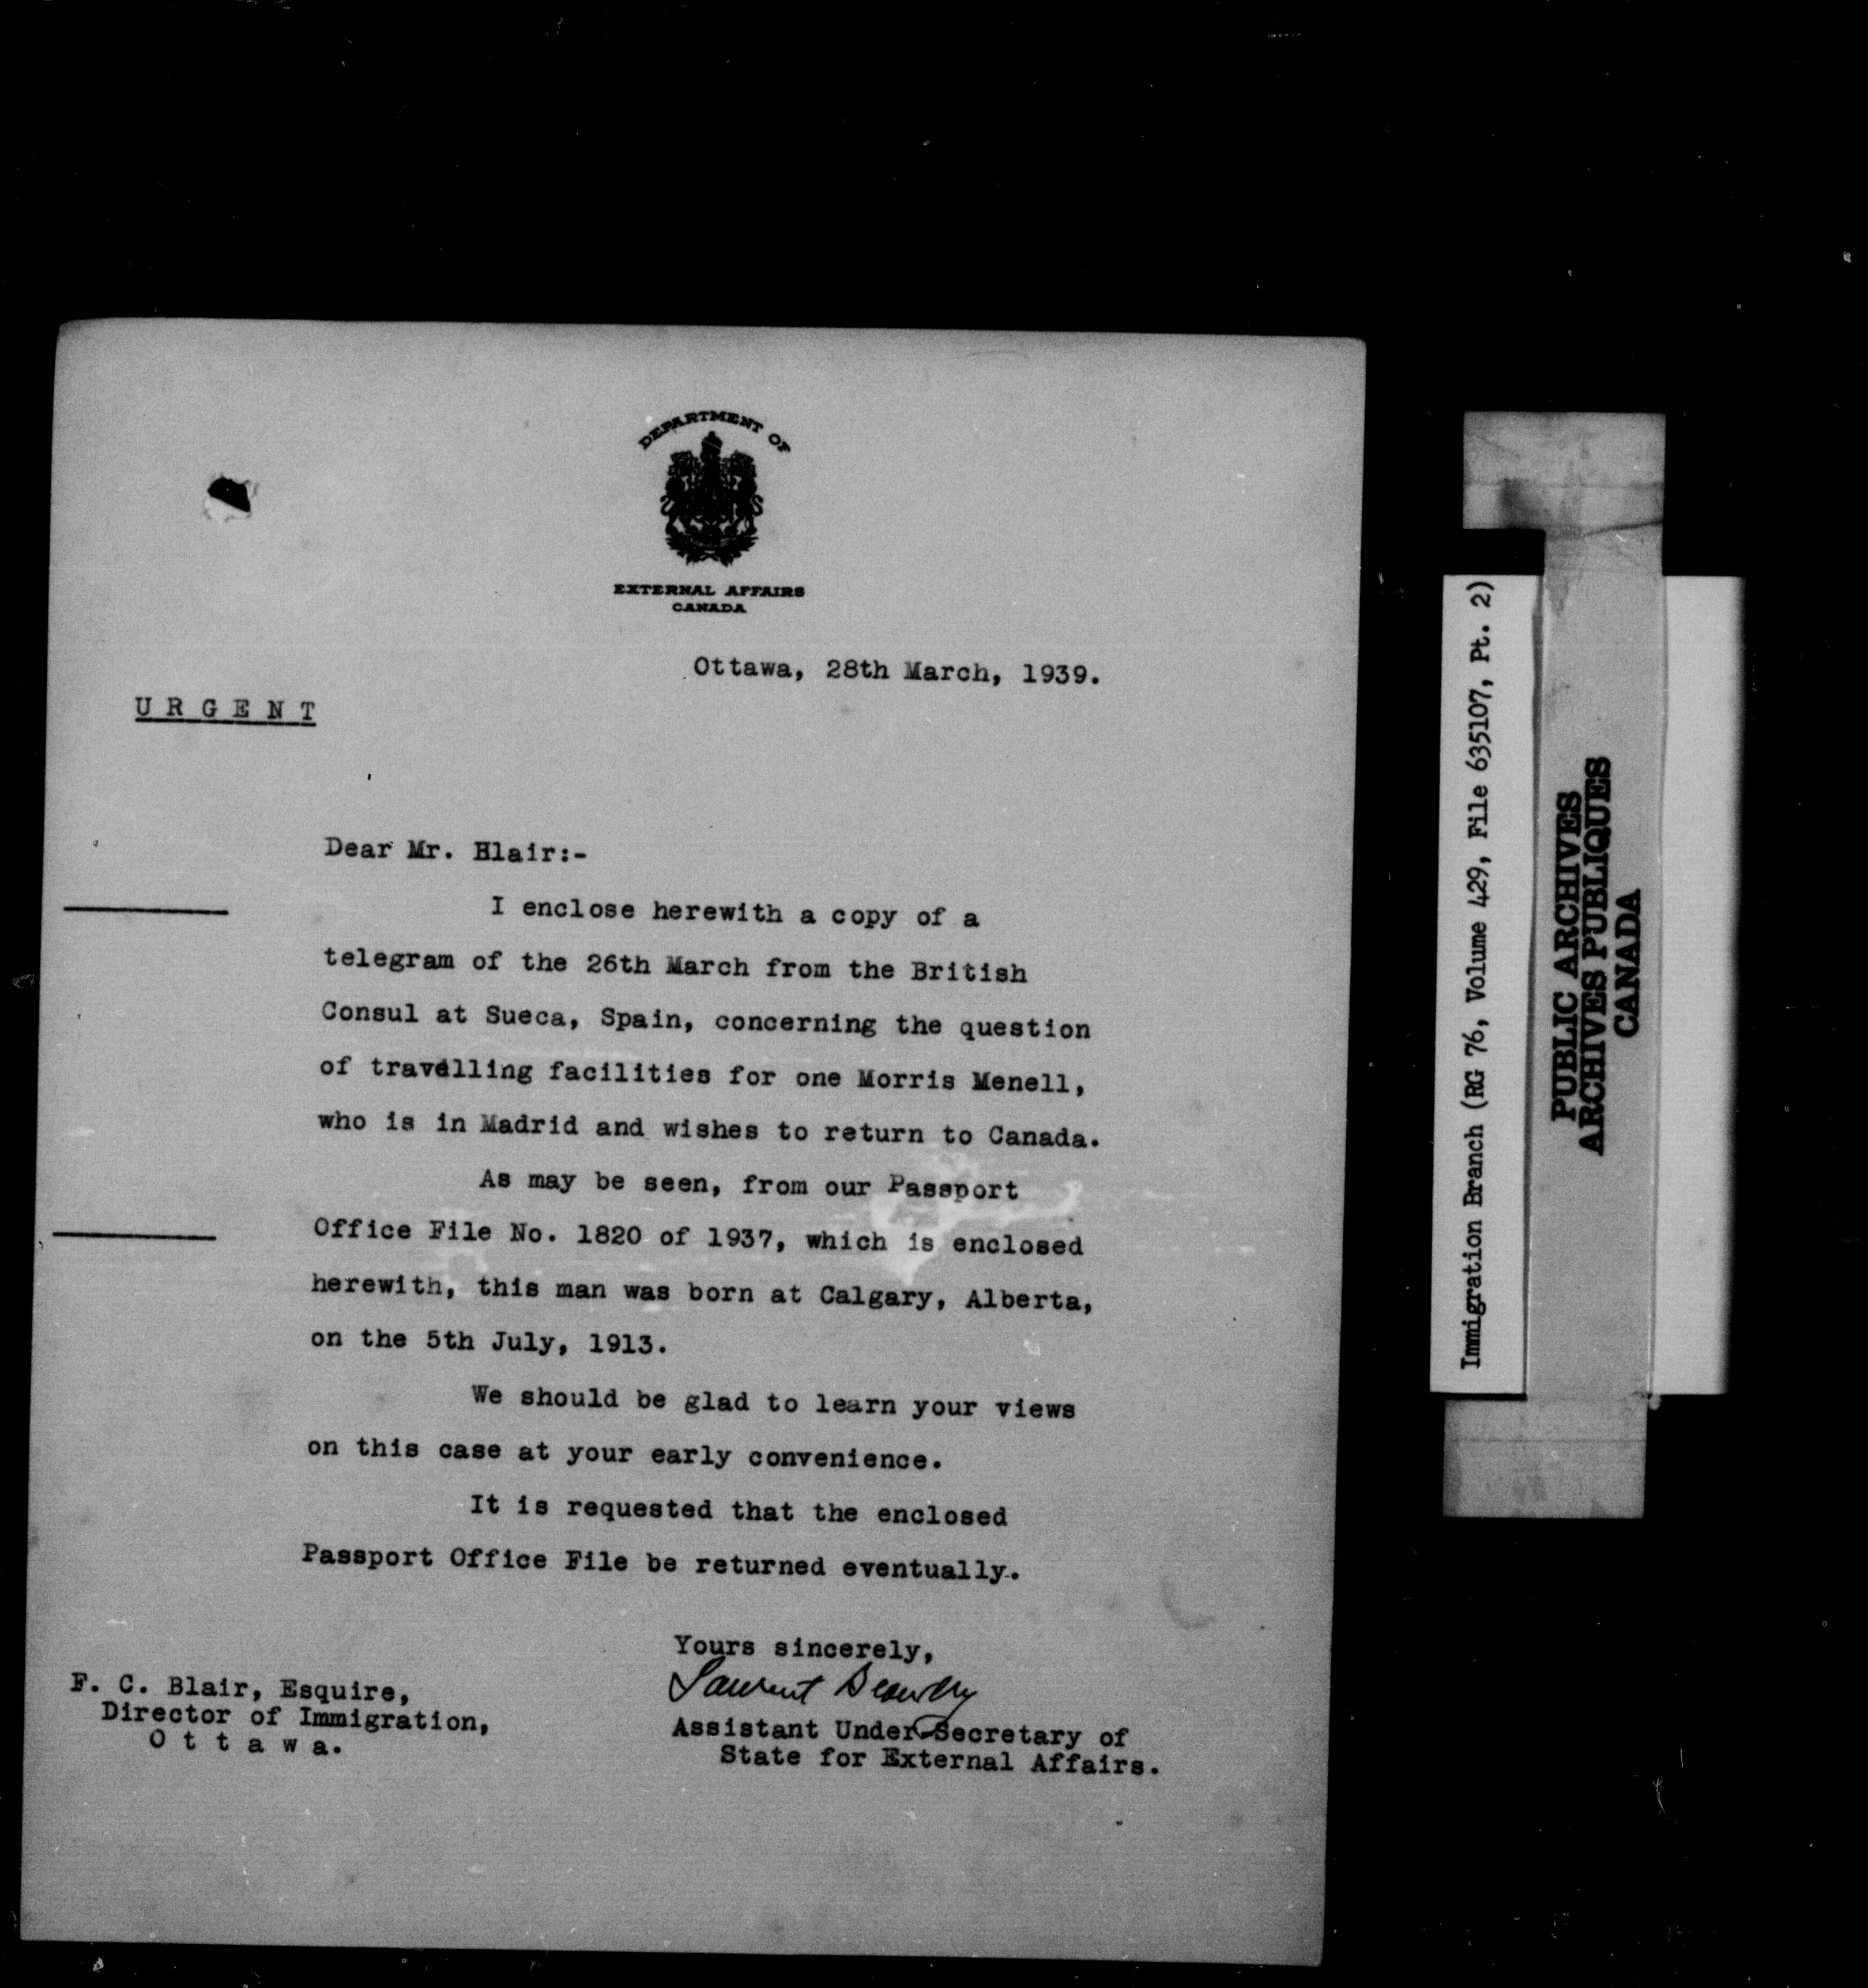 DEPARTMENT OF
EXTERNAL AFFAIRS
CANADA
Ottawa, 28th March, 1939.
URGENT
Dear Mr. Blair:-
I enclose herewith a copy of a
telegram of the 26th March from the British
Consul at Sueca, Spain, concerning the question
of travelling facilities for one Morris Menell,
who is in Madrid and wishes to return to Canada.
As may be seen, from our Passport
Office File No. 1820 of 1937, which is enclosed
herewith, this man was born at Calgary, Alberta,
on the 5th July, 1913.
We should be glad to learn your views
on this case at your early convenience.
It is requested that the enclosed
Passport Office File be returned eventually.
Yours sincerely,
Laurent Beaudry
Assistant Under-Secretary of
State for External Affairs.
F. C. Blair, Esquire,
Director of Immigration,
Ottawa.
Immigration Branch (RG 76, Volume 429, File 635107, Pt. 2)
PUBLIC ARCHIVES
ARCHIVES PUBLIQUES
CANADA